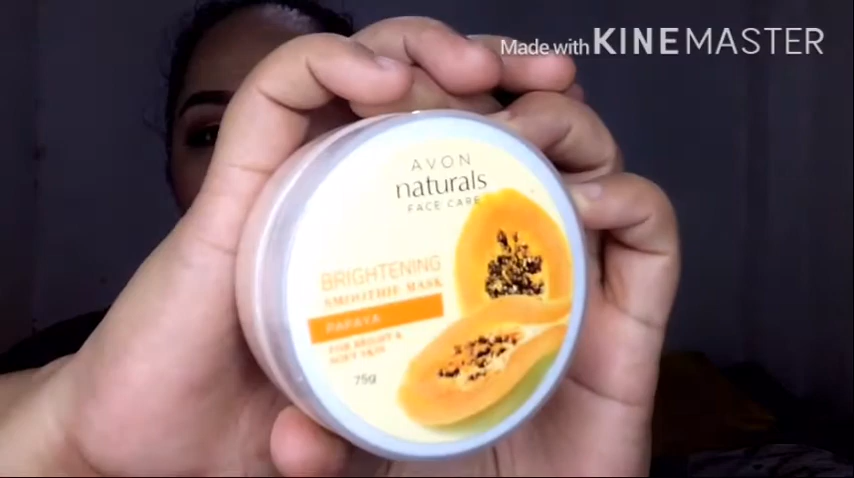 Made with KINEMASTER
AVON
naturals
FACE CARE
BRIGHTENING
SMOOTHIE MASK
PAPAYA
FOR BRIGHT &
SOFT SKIN
75g